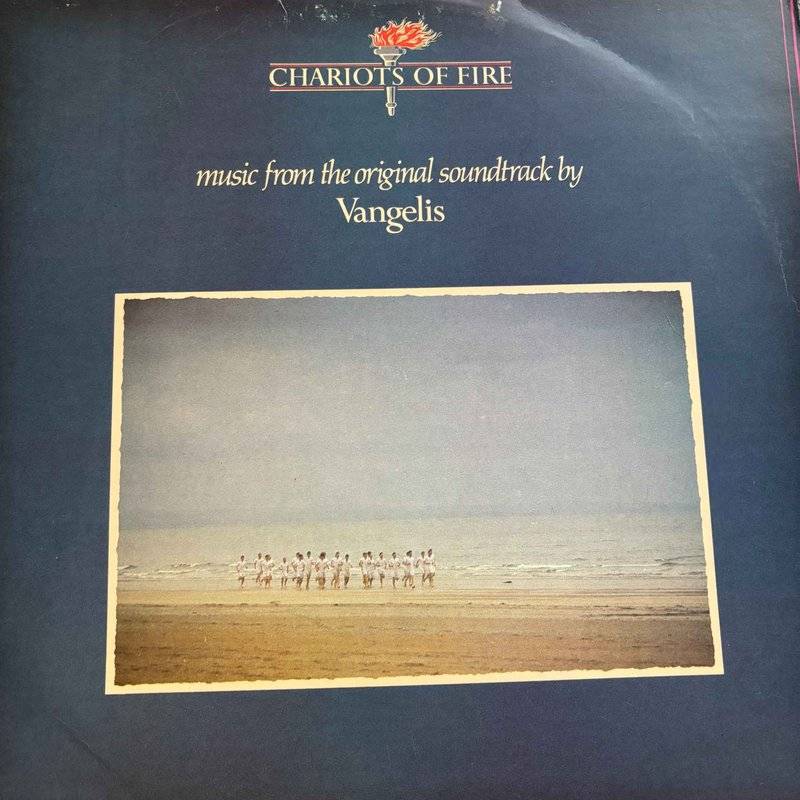 CHARIOTS OF FIRE
music from the original soundtrack by
Vangelis